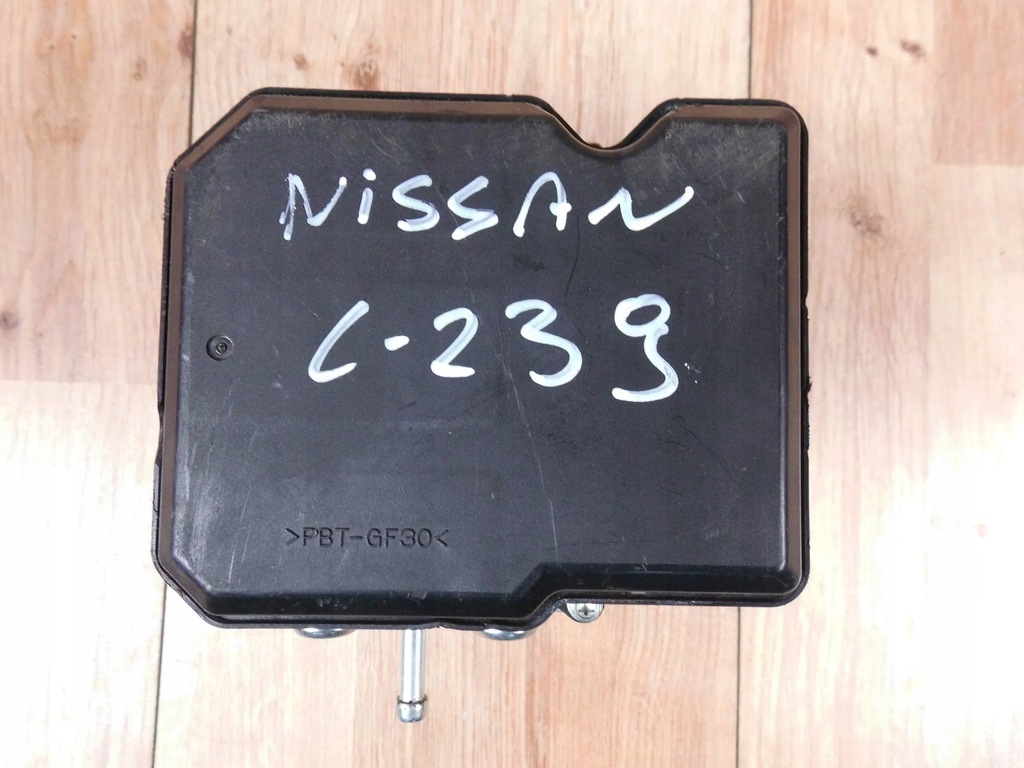 NiSSAN
C-239
>PBT-GF30<